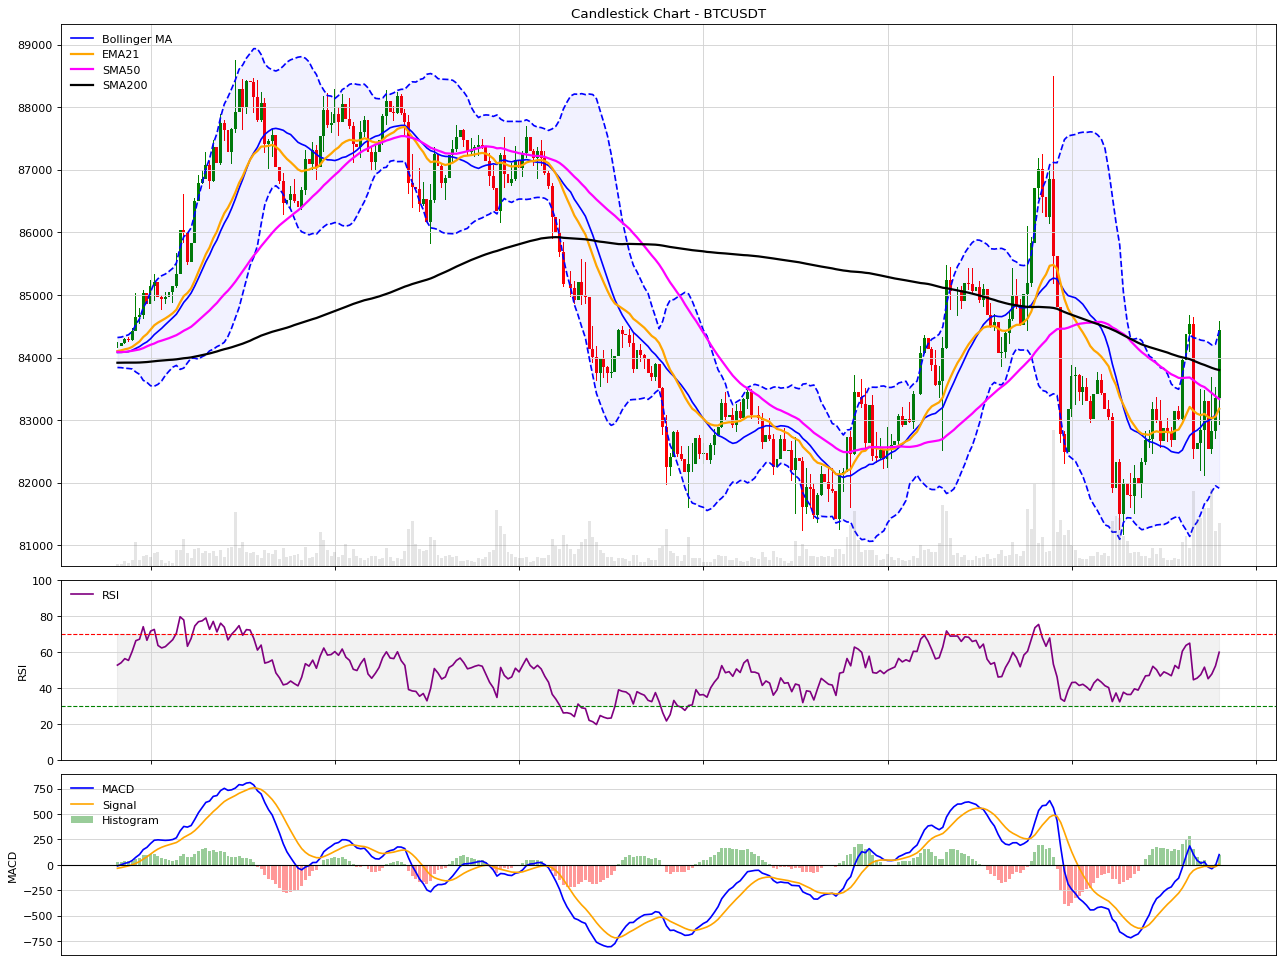 Candlestick Chart - BTCUSDT
Bollinger MA
EMA21
SMA50
SMA200
89000
88000
87000
86000
85000
84000
83000
82000
81000
RSI
100
80
60
40
20
0
RSI
MACD
Signal
Histogram
750
500
250
0
−250
−500
−750
MACD